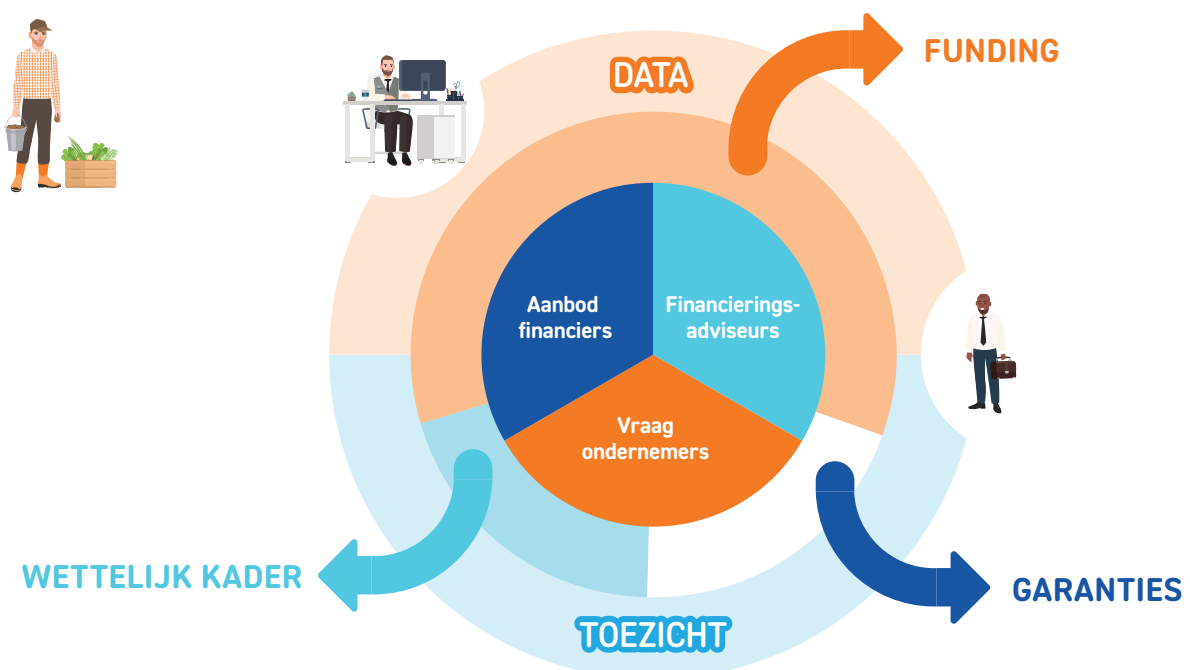 DATA
FUNDING
Aanbod
financiers
Financierings-
adviseurs
Vraag
ondernemers
WETTELIJK KADER
GARANTIES
TOEZICHT